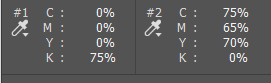 #1 C : 0% #2 C : 75%
M : 0% M : 65%
Y : 0% Y : 70%
K : 75% K : 0%